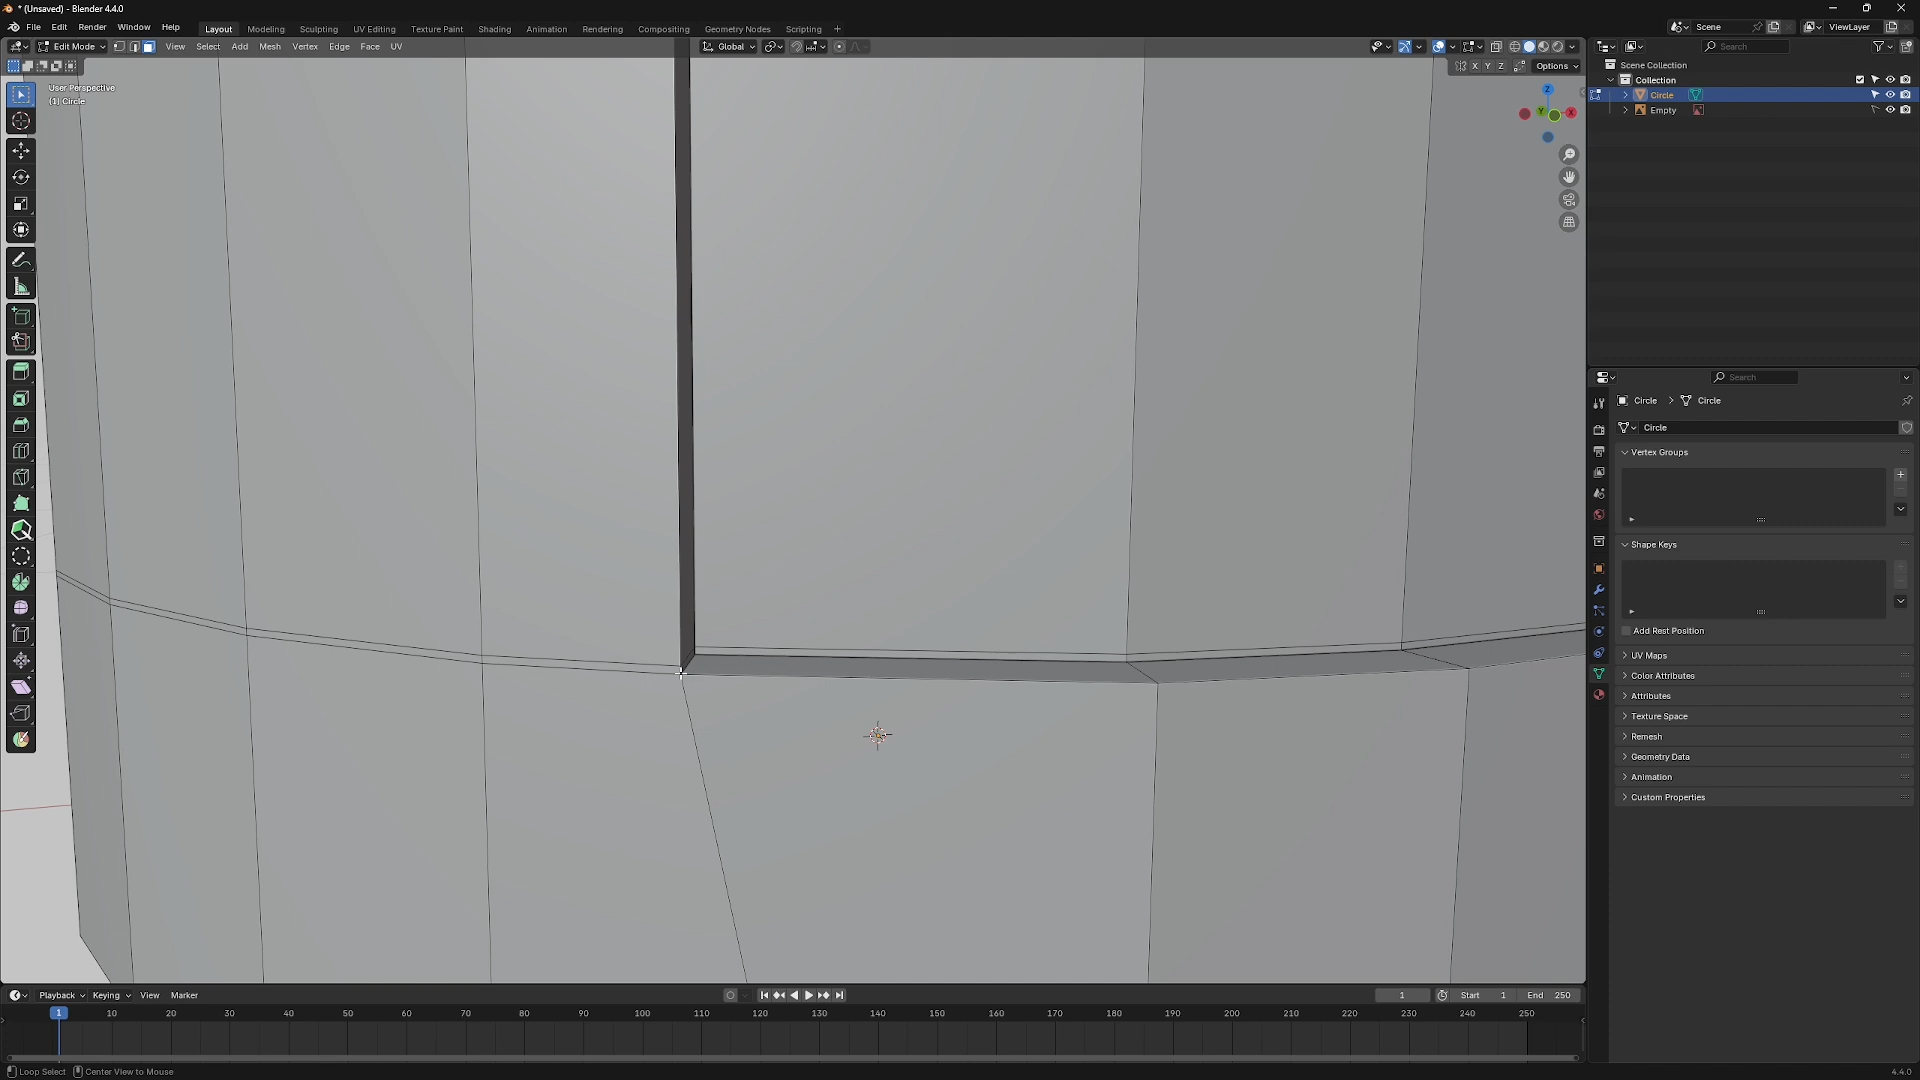 * (Unsaved) - Blender 4.4.0
File Edit Render Window Help Layout Modeling Sculpting UV Editing Texture Paint Shading Animation Rendering Compositing Geometry Nodes Scripting + Scene ViewLayer
Edit Mode View Select Add Mesh Vertex Edge Face UV Global Search
X Y Z Options
User Perspective
(1) Circle
Z
Y X
Scene Collection
Collection
Circle
Empty
Search
Circle > Circle
Circle
Vertex Groups
Shape Keys
Add Rest Position
UV Maps
Color Attributes
Attributes
Texture Space
Remesh
Geometry Data
Animation
Custom Properties
Playback Keying View Marker 1 Start 1 End 250
1 10 20 30 40 50 60 70 80 90 100 110 120 130 140 150 160 170 180 190 200 210 220 230 240 250
Loop Select Center View to Mouse 4.4.0